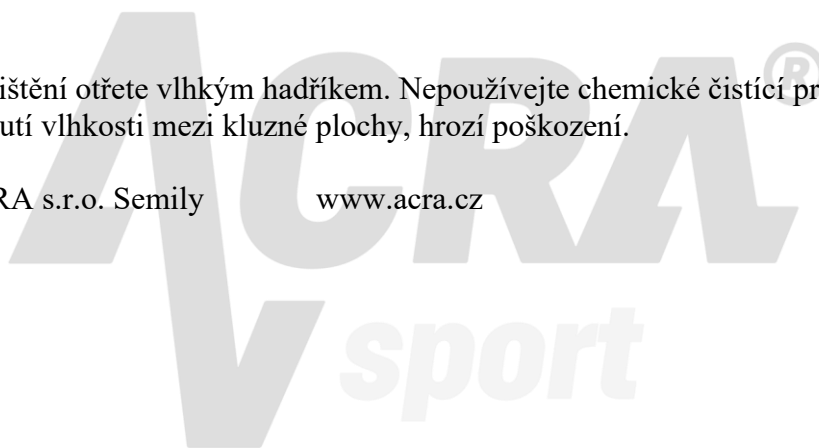 ištění otřete vlhkým hadříkem. Nepoužívejte chemické čistící pr
utí vlhkosti mezi kluzné plochy, hrozí poškození.
RA s.r.o. Semily www.acra.cz
ACRA®
sport